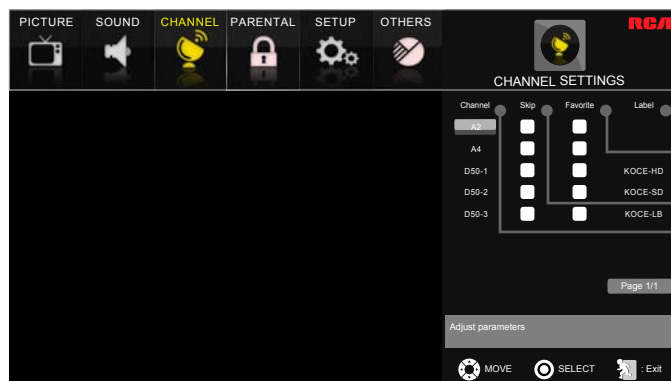 PICTURE SOUND CHANNEL PARENTAL SETUP OTHERS
RCA
CHANNEL SETTINGS
Channel Skip Favorite Label
A2
A4
D50-1 KOCE-HD
D50-2 KOCE-SD
D50-3 KOCE-LB
Page 1/1
Adjust parameters
MOVE SELECT : Exit